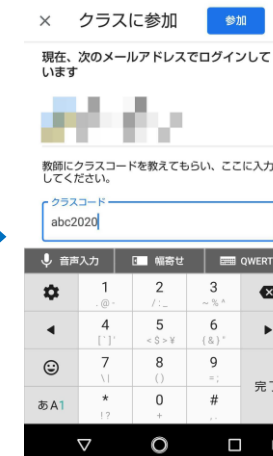 × クラスに参加 参加
現在、次のメールアドレスでログインして
います
教師にクラスコードを教えてもらい、ここに入力
してください。
クラスコード
abc2020
音声入力 幅寄せ QWERT
1 2 3
.@- /:_ ~%^
4 5 6
[`]' <$>¥ {&}"
7 8 9
\| () =;
完了
あA1 * 0 #
!? + ,.